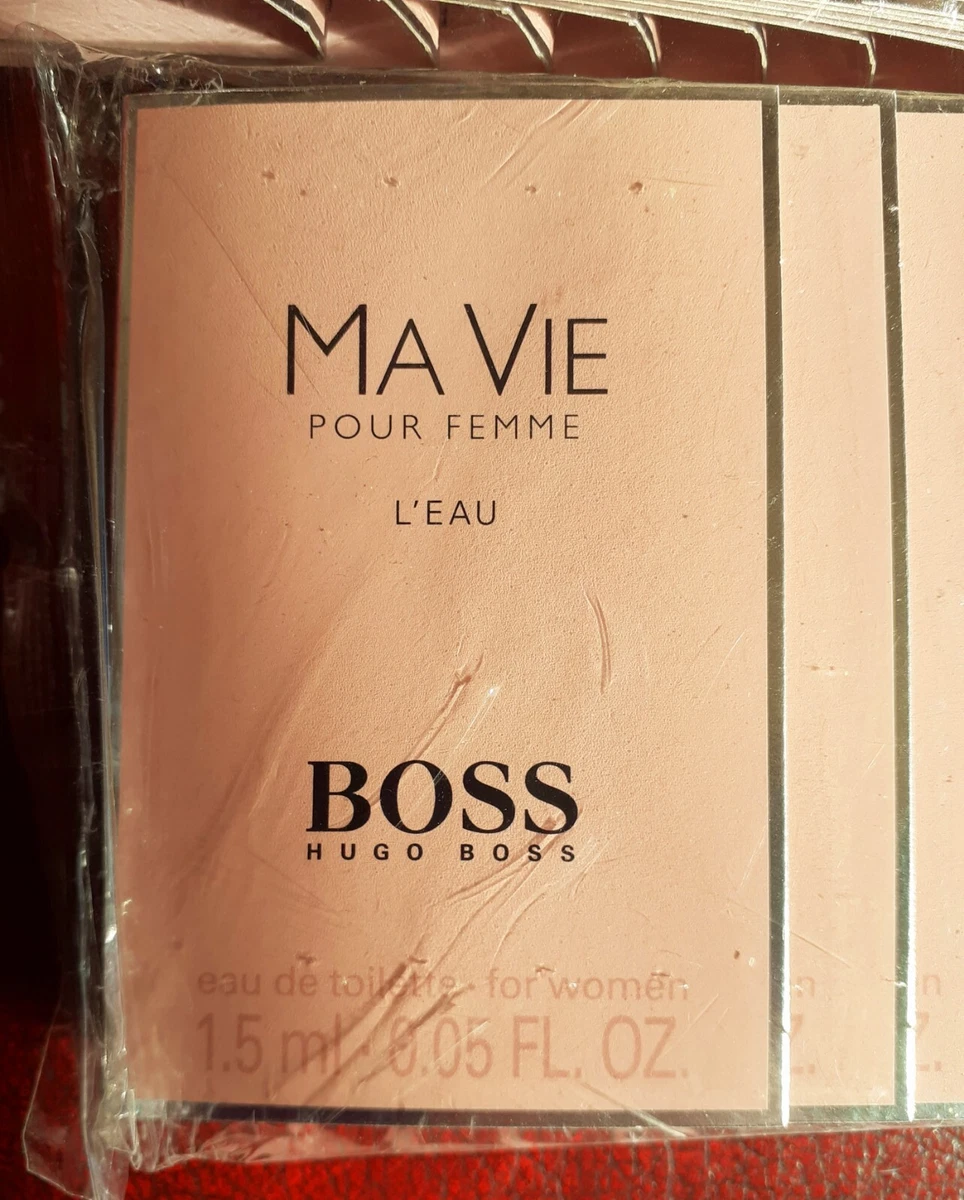 MA VIE
POUR FEMME
L'EAU
BOSS
HUGO BOSS
eau de toilette · for women
1.5 ml · 0.05 FL. OZ.
n
Z.
en
Z.